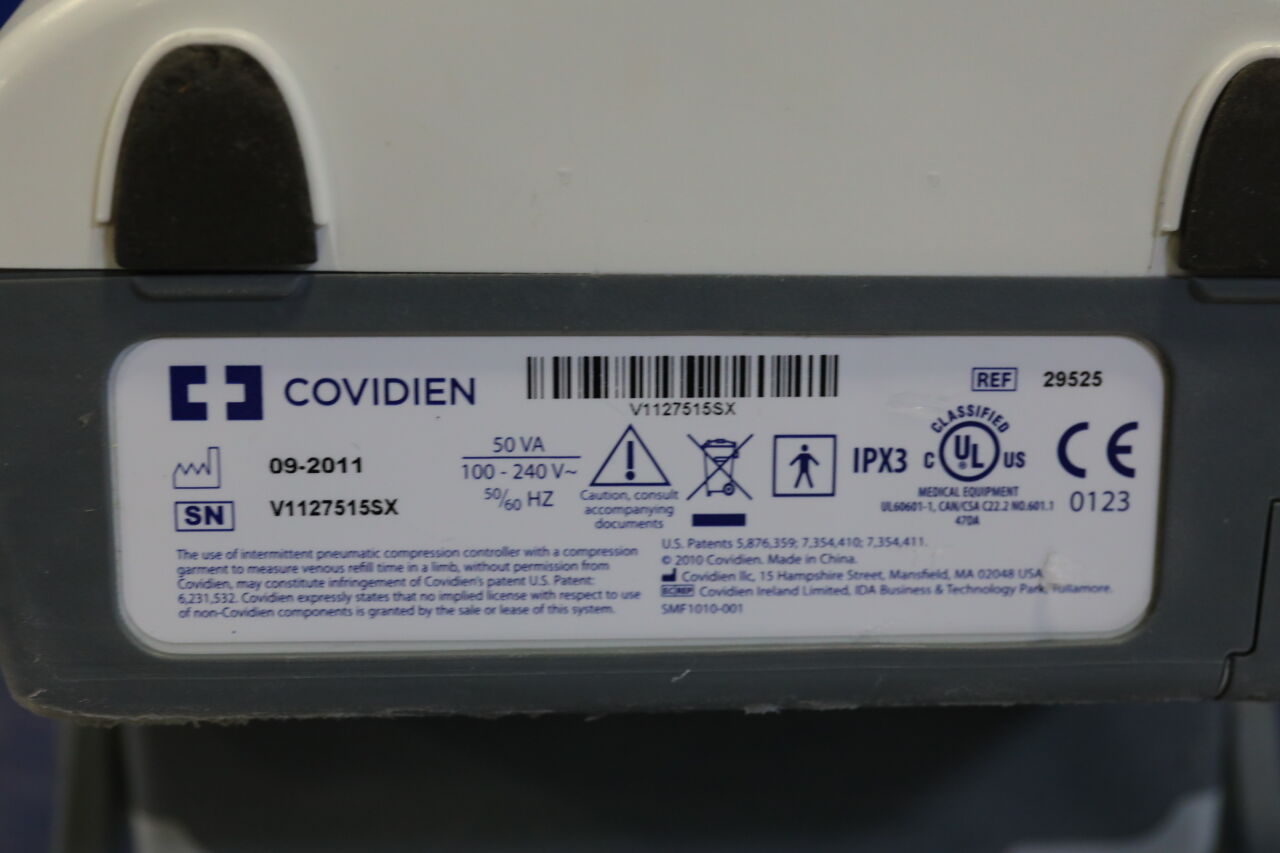 COVIDIEN
V1127515SX
REF 29525
09-2011
SN V1127515SX
50 VA
100 - 240 V~
50/60 HZ
Caution, consult
accompanying
documents
IPX3
CLASSIFIED
C UL US
MEDICAL EQUIPMENT
UL60601-1, CAN/CSA C22.2 NO.601.1
47DA
CE
0123
The use of intermittent pneumatic compression controller with a compression
garment to measure venous refill time in a limb, without permission from
Covidien, may constitute infringement of Covidien's patent U.S. Patent:
6,231,532. Covidien expressly states that no implied license with respect to use
of non-Covidien components is granted by the sale or lease of this system.
U.S. Patents 5,876,359; 7,354,410; 7,354,411.
© 2010 Covidien. Made in China.
Covidien llc, 15 Hampshire Street, Mansfield, MA 02048 USA
EC REP Covidien Ireland Limited, IDA Business & Technology Park, Tullamore.
SMF1010-001